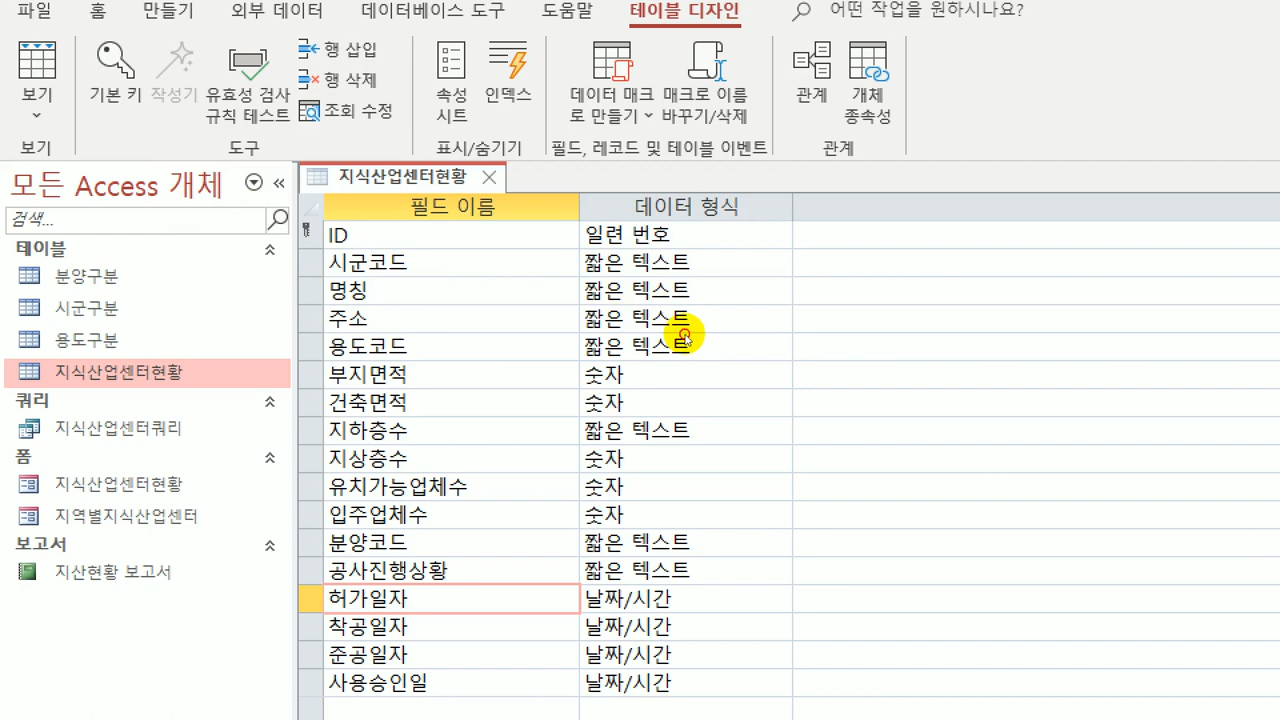 파일 홈 만들기 외부 데이터 데이터베이스 도구 도움말 테이블 디자인 어떤 작업을 원하시나요?
보기
기본 키
작성기
유효성 검사
규칙 테스트
행 삽입
행 삭제
조회 수정
속성
시트
인덱스
데이터 매크
로 만들기
매크로 이름
바꾸기/삭제
관계
개체
종속성
보기 도구 표시/숨기기 필드, 레코드 및 테이블 이벤트 관계
모든 Access 개체
검색...
테이블
분양구분
시군구분
용도구분
지식산업센터현황
쿼리
지식산업센터쿼리
폼
지식산업센터현황
지역별지식산업센터
보고서
지산현황 보고서
지식산업센터현황
필드 이름 데이터 형식
ID 일련 번호
시군코드 짧은 텍스트
명칭 짧은 텍스트
주소 짧은 텍스트
용도코드 짧은 텍스트
부지면적 숫자
건축면적 숫자
지하층수 짧은 텍스트
지상층수 숫자
유치가능업체수 숫자
입주업체수 숫자
분양코드 짧은 텍스트
공사진행상황 짧은 텍스트
허가일자 날짜/시간
착공일자 날짜/시간
준공일자 날짜/시간
사용승인일 날짜/시간